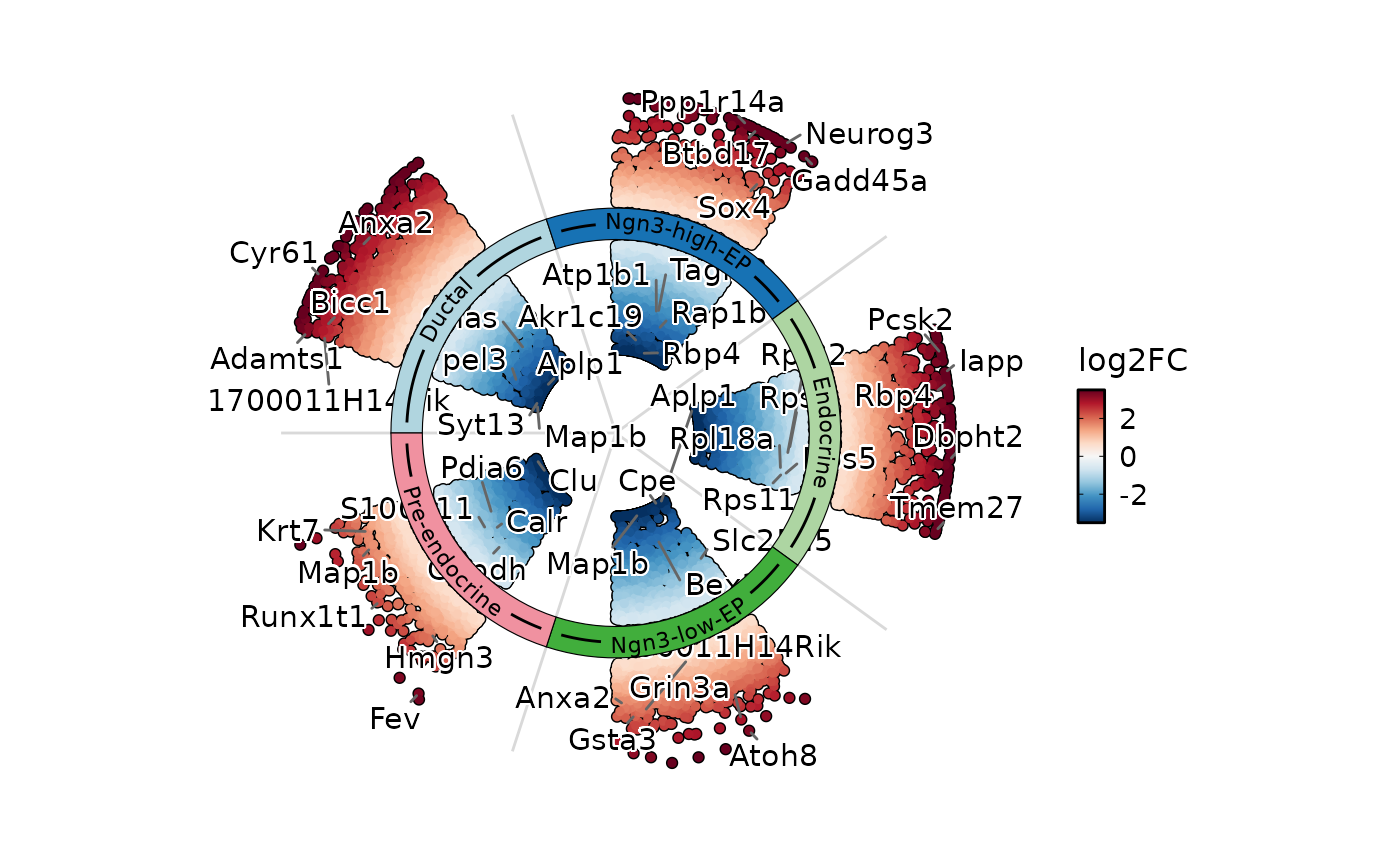 Ppp1r14a
Neurog3
Btbd17
Gadd45a
Sox4
Ngn3-high-EP
Anxa2
Cyr61
Bicc1
Adamts1
1700011H14Rik
Ductal
Atp1b1
Akr1c19
Rap1b
Rbp4
Aplp1
Syt13
Map1b
Pcsk2
Iapp
Rbp4
Dbpht2
Tmem27
Endocrine
Aplp1
Rpl18a
Rps11
log2FC
2
0
-2
Pdia6
Clu
Calr
Cpe
Map1b
Krt7
Map1b
Runx1t1
Hmgn3
Fev
Pre-endocrine
Ngn3-low-EP
Anxa2
Grin3a
Gsta3
Atoh8